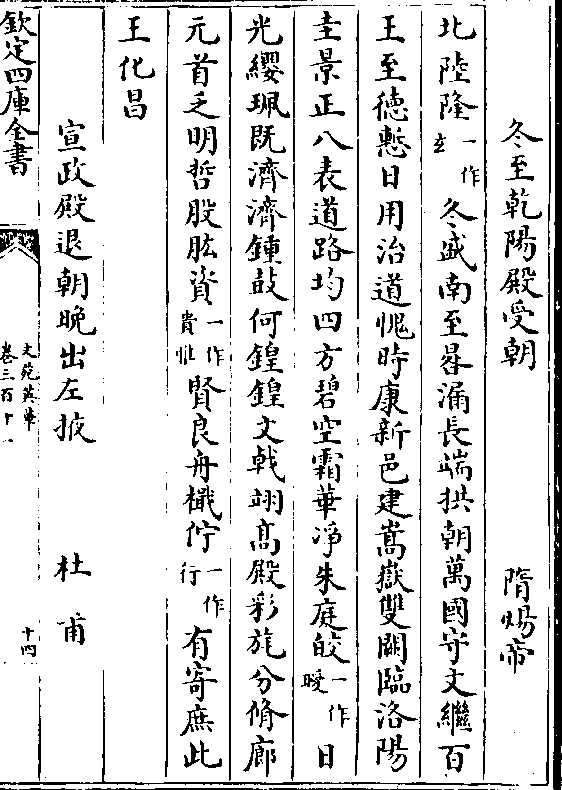 冬至乾陽殿受朝　隋煬帝
北陸隆一作玄冬盛南至晷漏長端拱朝萬國守文繼百
王至德慙日用治道愧時康新邑建嵩嶽雙闕臨洛陽
圭景正八表道路均四方碧空霜華淨朱庭皎一作曖日
光纓珮既濟濟鍾鼓何鍠鍠文戟翊高殿彩旄分脩廊
元首乏明哲股肱資一作貴惟賢良舟檝佇一作行有寄庶此
王化昌
宣政殿退朝晚出左掖　杜甫
欽定四庫全書
文苑英華
卷三百十一
十四